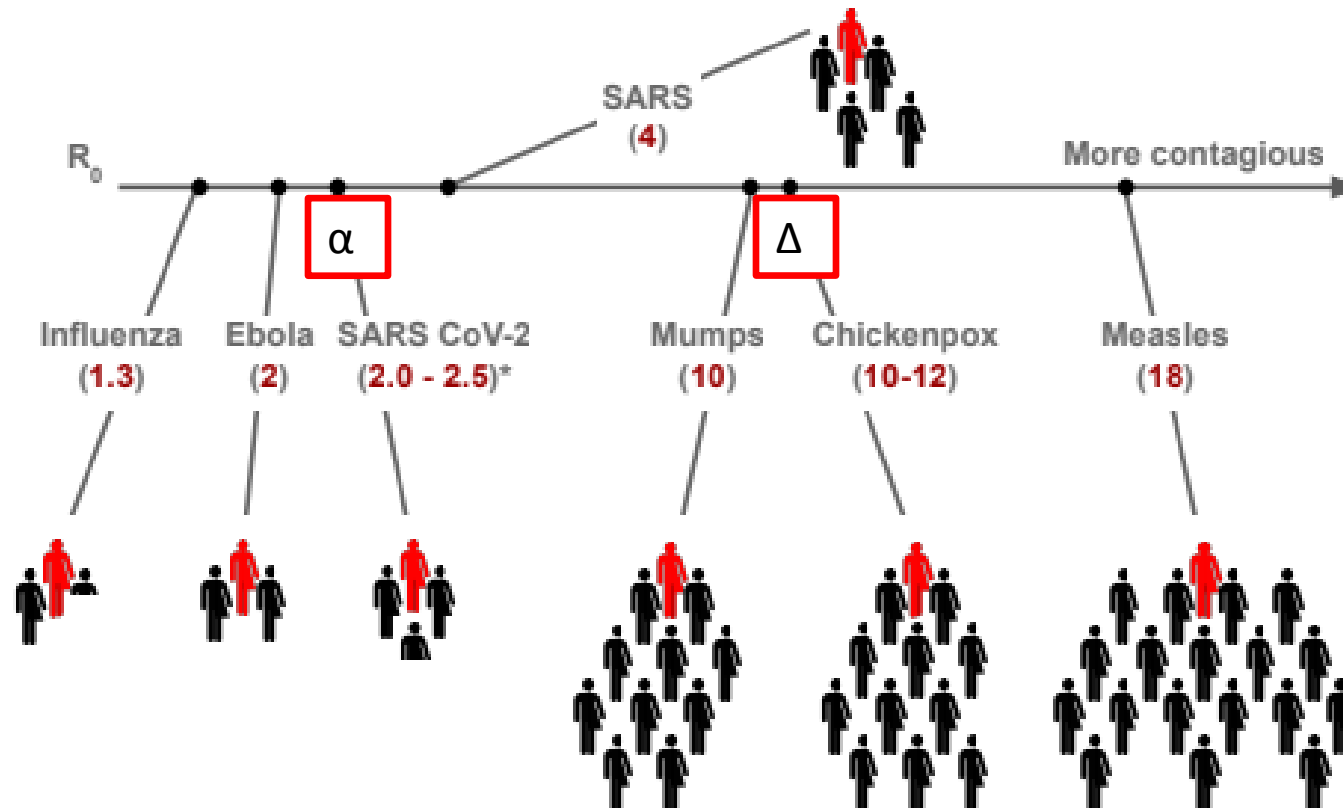 SARS
(4)
R0
More contagious
α
Δ
Influenza
(1.3)
Ebola
(2)
SARS CoV-2
(2.0 - 2.5)*
Mumps
(10)
Chickenpox
(10-12)
Measles
(18)